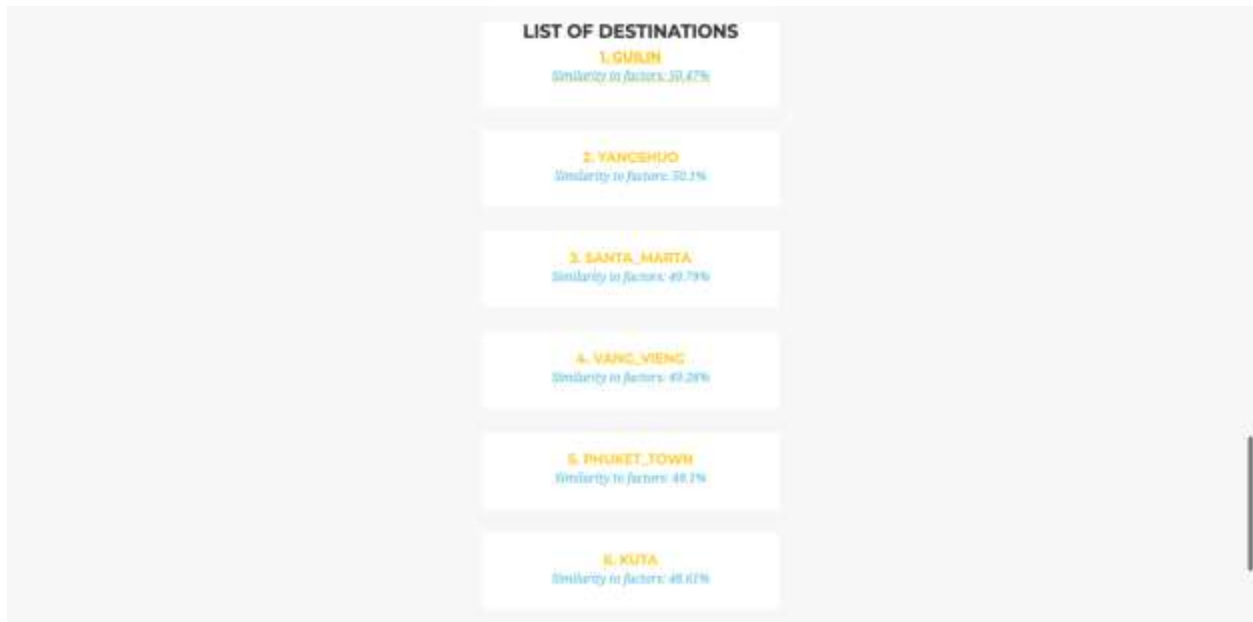 LIST OF DESTINATIONS
1. GUILIN
Similarity to factors: 50.47%
2. YANGSHUO
Similarity to factors: 50.1%
3. SANTA_MARTA
Similarity to factors: 49.79%
4. VANG_VIENG
Similarity to factors: 49.26%
5. PHUKET_TOWN
Similarity to factors: 49.1%
6. KUTA
Similarity to factors: 48.61%